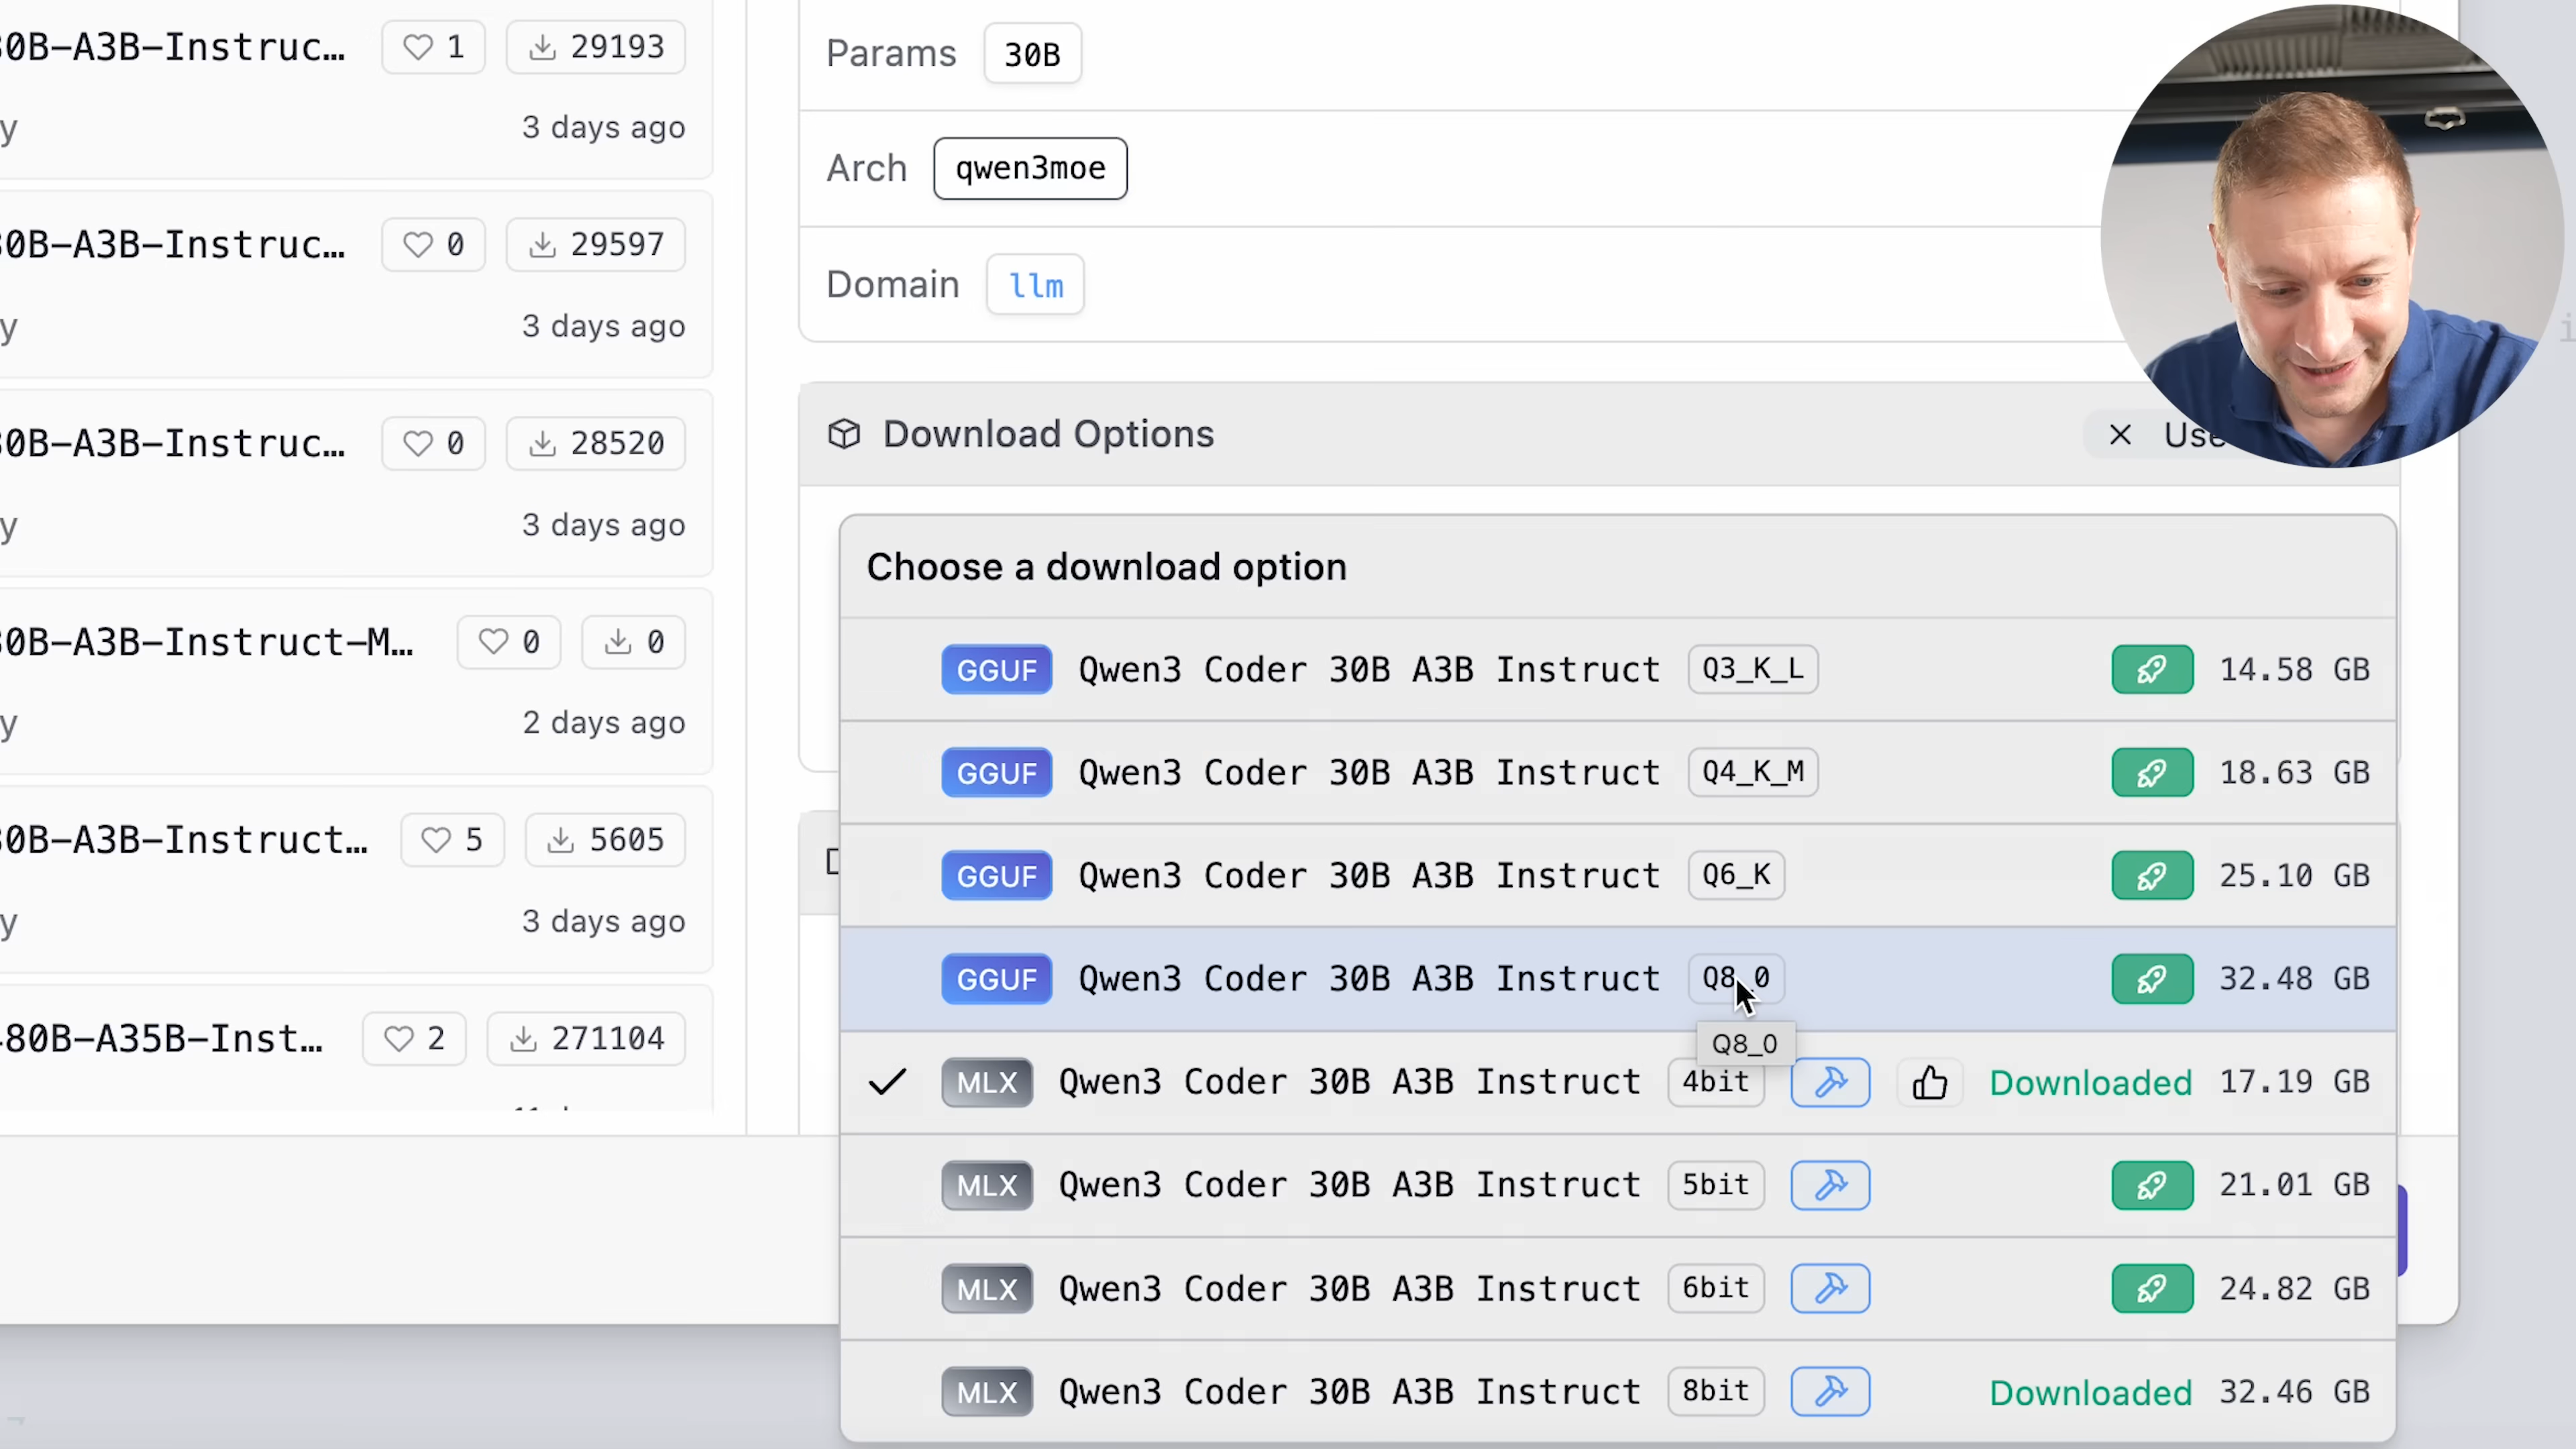 0B-A3B-Instruc... 1 29193
y 3 days ago
0B-A3B-Instruc... 0 29597
y 3 days ago
0B-A3B-Instruc... 0 28520
y 3 days ago
0B-A3B-Instruct-M... 0 0
y 2 days ago
0B-A3B-Instruct... 5 5605
y 3 days ago
80B-A35B-Inst... 2 271104
Params 30B
Arch qwen3moe
Domain llm
Download Options Use
Choose a download option
GGUF Qwen3 Coder 30B A3B Instruct Q3_K_L 14.58 GB
GGUF Qwen3 Coder 30B A3B Instruct Q4_K_M 18.63 GB
GGUF Qwen3 Coder 30B A3B Instruct Q6_K 25.10 GB
GGUF Qwen3 Coder 30B A3B Instruct Q8_0 32.48 GB
Q8_0
MLX Qwen3 Coder 30B A3B Instruct 4bit Downloaded 17.19 GB
MLX Qwen3 Coder 30B A3B Instruct 5bit 21.01 GB
MLX Qwen3 Coder 30B A3B Instruct 6bit 24.82 GB
MLX Qwen3 Coder 30B A3B Instruct 8bit Downloaded 32.46 GB